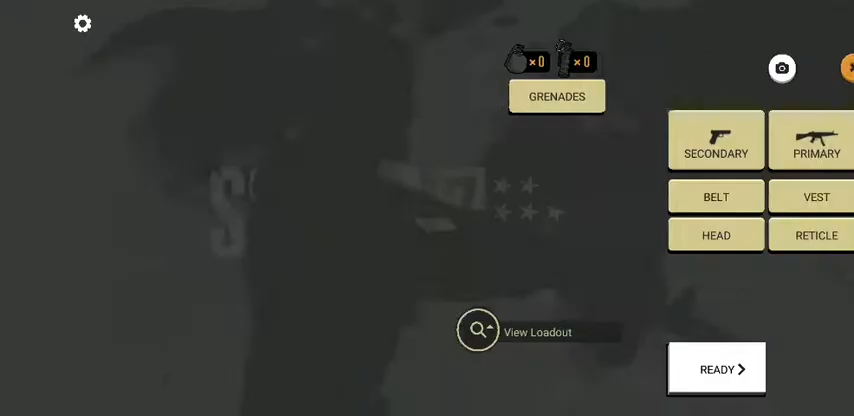 ×0 ×0
GRENADES
SECONDARY PRIMARY
BELT VEST
HEAD RETICLE
View Loadout
READY